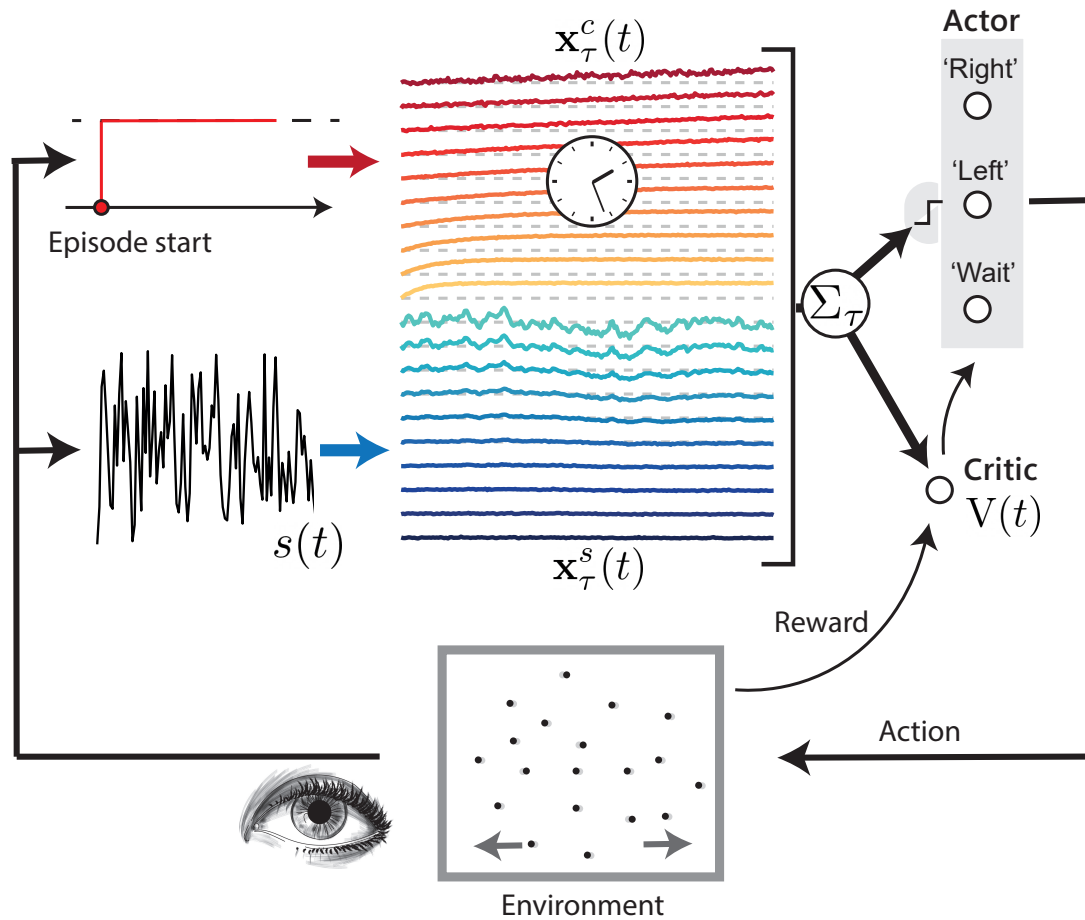 Actor
𝐱^c_τ(t)
'Right'
'Left'
Episode start
'Wait'
Σ_τ
Critic
V(t)
s(t)
𝐱^s_τ(t)
Reward
Action
Environment